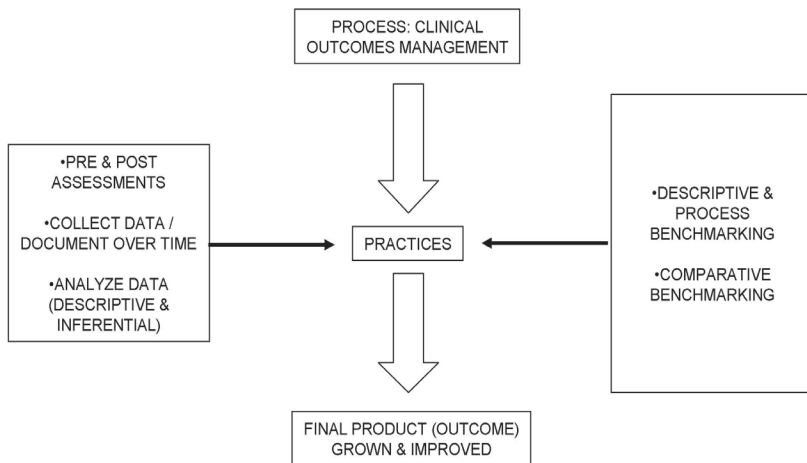 PROCESS: CLINICAL
OUTCOMES MANAGEMENT
•PRE & POST
ASSESSMENTS
•COLLECT DATA /
DOCUMENT OVER TIME
•ANALYZE DATA
(DESCRIPTIVE &
INFERENTIAL)
PRACTICES
•DESCRIPTIVE &
PROCESS
BENCHMARKING
•COMPARATIVE
BENCHMARKING
FINAL PRODUCT (OUTCOME)
GROWN & IMPROVED